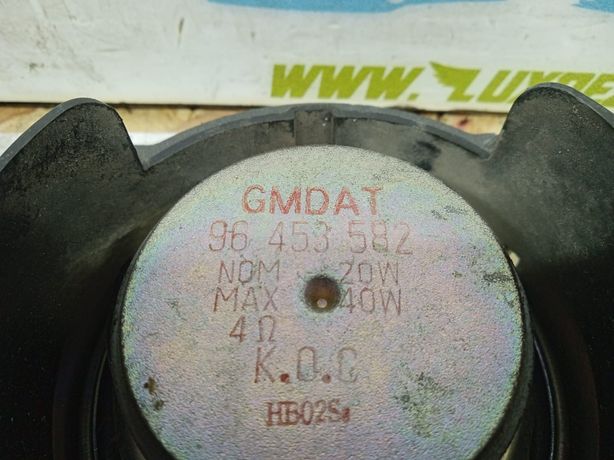 WWW.
GMDAT
96 453 582
NOM 20W
MAX 40W
4Ω
K.O.C
HB02S